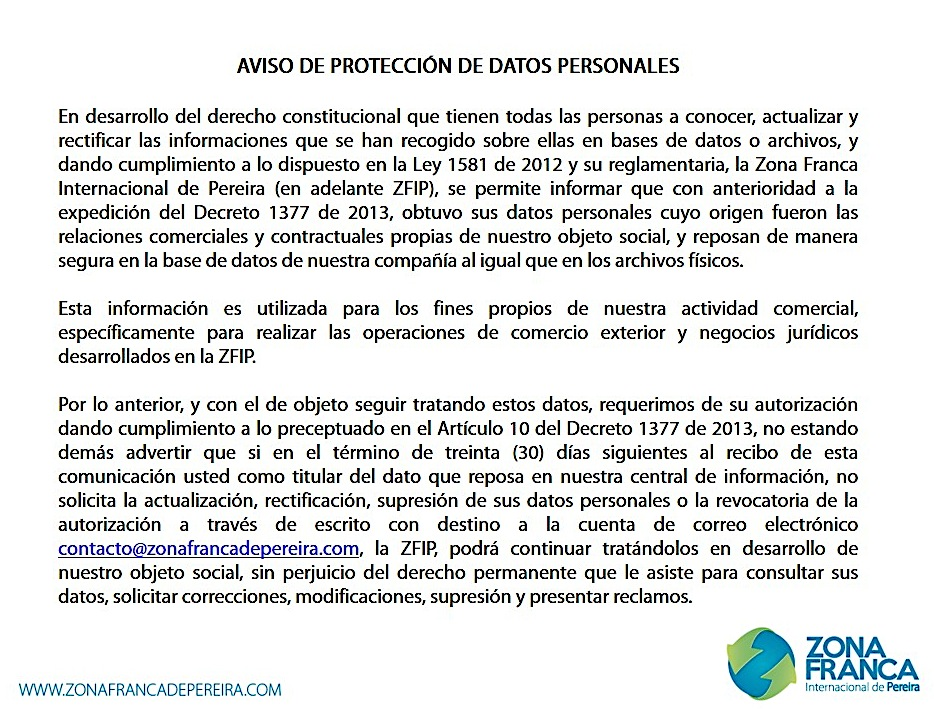 AVISO DE PROTECCIÓN DE DATOS PERSONALES
En desarrollo del derecho constitucional que tienen todas las personas a conocer, actualizar y
rectificar las informaciones que se han recogido sobre ellas en bases de datos o archivos, y
dando cumplimiento a lo dispuesto en la Ley 1581 de 2012 y su reglamentaria, la Zona Franca
Internacional de Pereira (en adelante ZFIP), se permite informar que con anterioridad a la
expedición del Decreto 1377 de 2013, obtuvo sus datos personales cuyo origen fueron las
relaciones comerciales y contractuales propias de nuestro objeto social, y reposan de manera
segura en la base de datos de nuestra compañía al igual que en los archivos físicos.
Esta información es utilizada para los fines propios de nuestra actividad comercial,
específicamente para realizar las operaciones de comercio exterior y negocios jurídicos
desarrollados en la ZFIP.
Por lo anterior, y con el de objeto seguir tratando estos datos, requerimos de su autorización
dando cumplimiento a lo preceptuado en el Artículo 10 del Decreto 1377 de 2013, no estando
demás advertir que si en el término de treinta (30) días siguientes al recibo de esta
comunicación usted como titular del dato que reposa en nuestra central de información, no
solicita la actualización, rectificación, supresión de sus datos personales o la revocatoria de la
autorización a través de escrito con destino a la cuenta de correo electrónico
contacto@zonafrancadepereira.com, la ZFIP, podrá continuar tratándolos en desarrollo de
nuestro objeto social, sin perjuicio del derecho permanente que le asiste para consultar sus
datos, solicitar correcciones, modificaciones, supresión y presentar reclamos.
ZONA
FRANCA
Internacional de Pereira
WWW.ZONAFRANCADEPEREIRA.COM